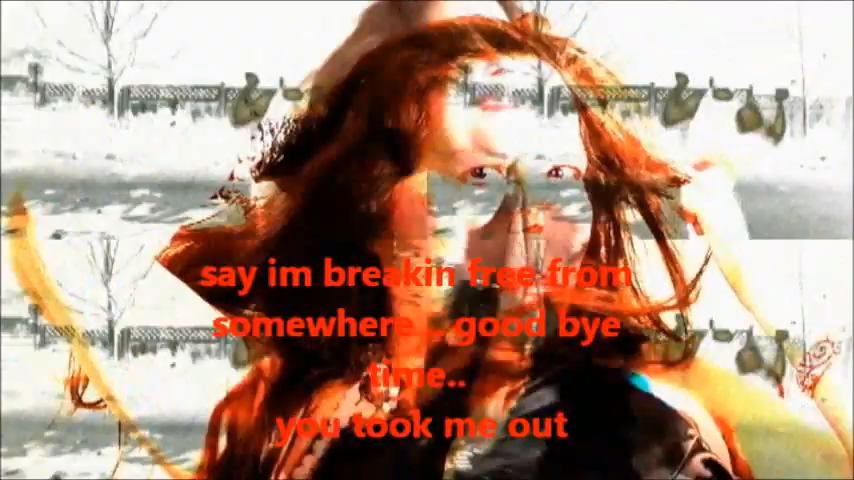 say im breakin free from
somewhere... good bye
time..
you took me out